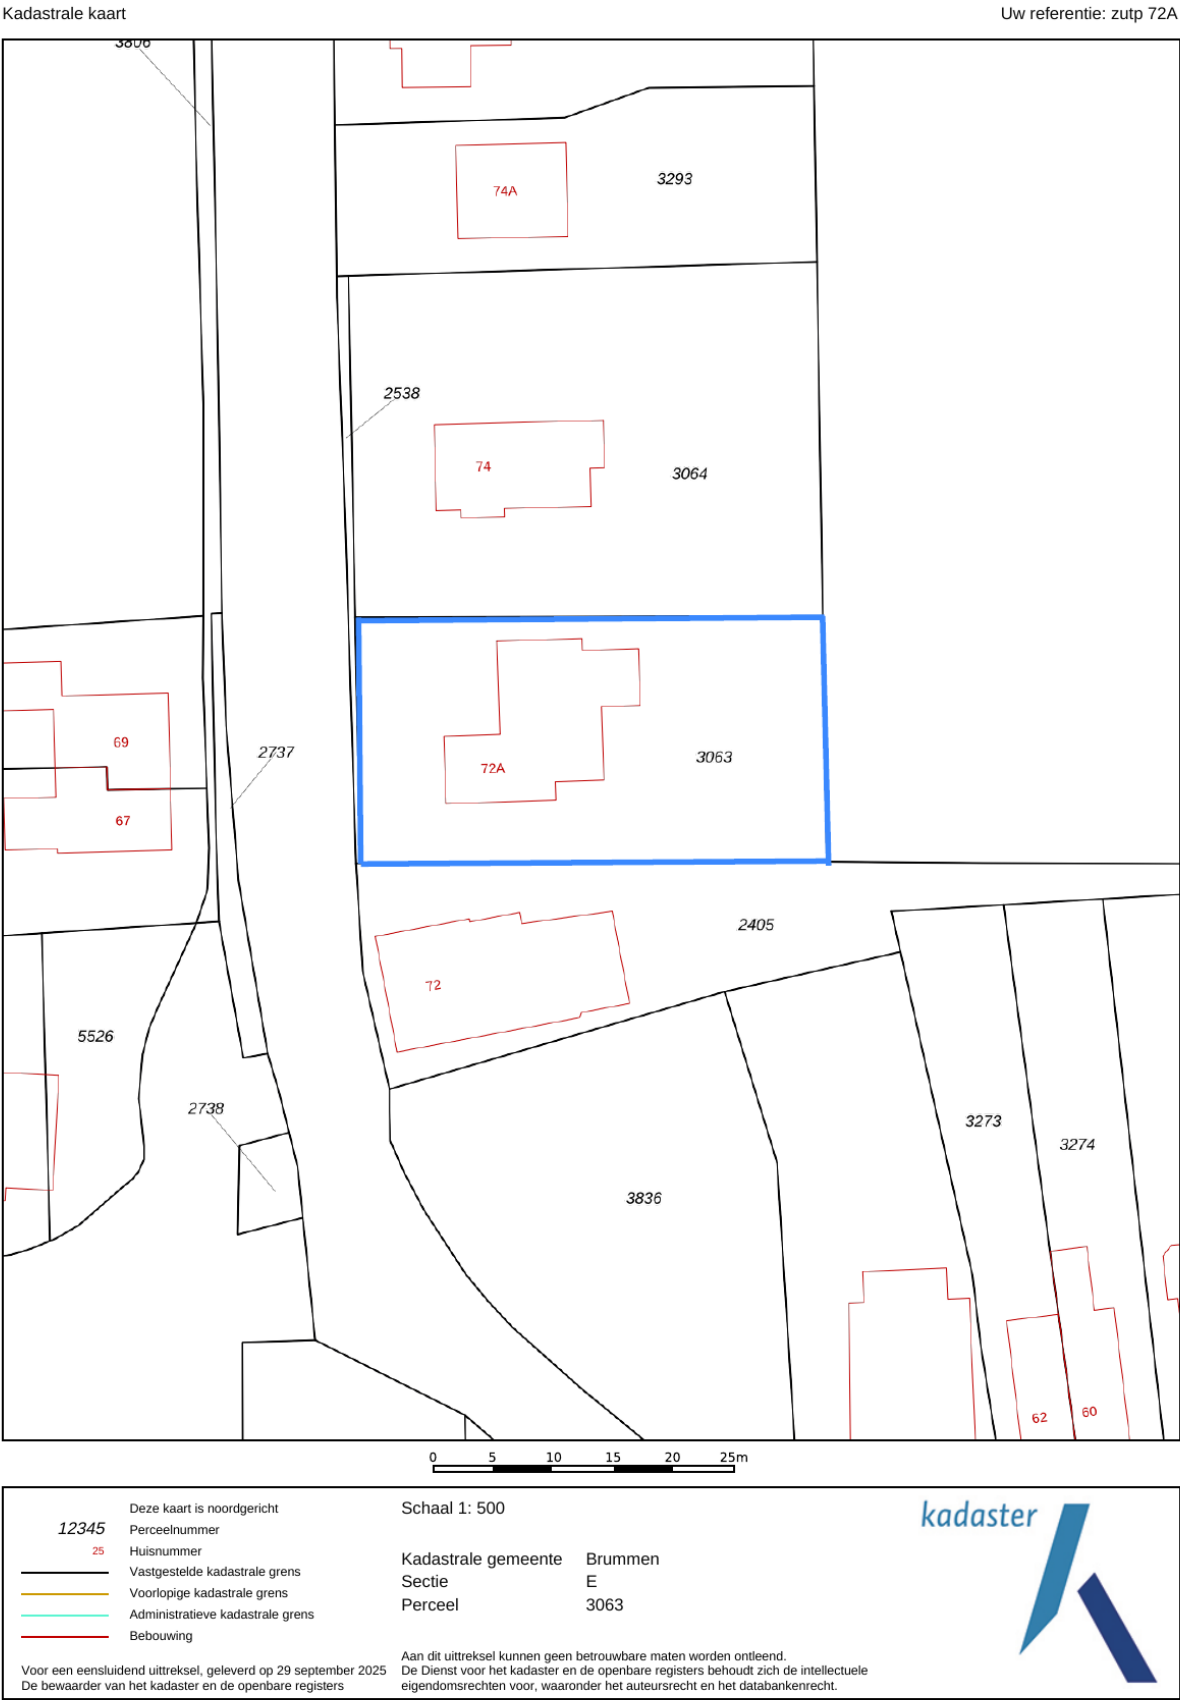 Kadastrale kaart
Uw referentie: zutp 72A
3806
74A
3293
2538
74
3064
69
2737
72A
3063
67
2405
72
5526
2738
3273
3274
3836
62
60
0 5 10 15 20 25m
Deze kaart is noordgericht
12345 Perceelnummer
25 Huisnummer
Vastgestelde kadastrale grens
Voorlopige kadastrale grens
Administratieve kadastrale grens
Bebouwing
Voor een eensluidend uittreksel, geleverd op 29 september 2025
De bewaarder van het kadaster en de openbare registers
Schaal 1: 500
Kadastrale gemeente Brummen
Sectie E
Perceel 3063
Aan dit uittreksel kunnen geen betrouwbare maten worden ontleend.
De Dienst voor het kadaster en de openbare registers behoudt zich de intellectuele
eigendomsrechten voor, waaronder het auteursrecht en het databankenrecht.
kadaster